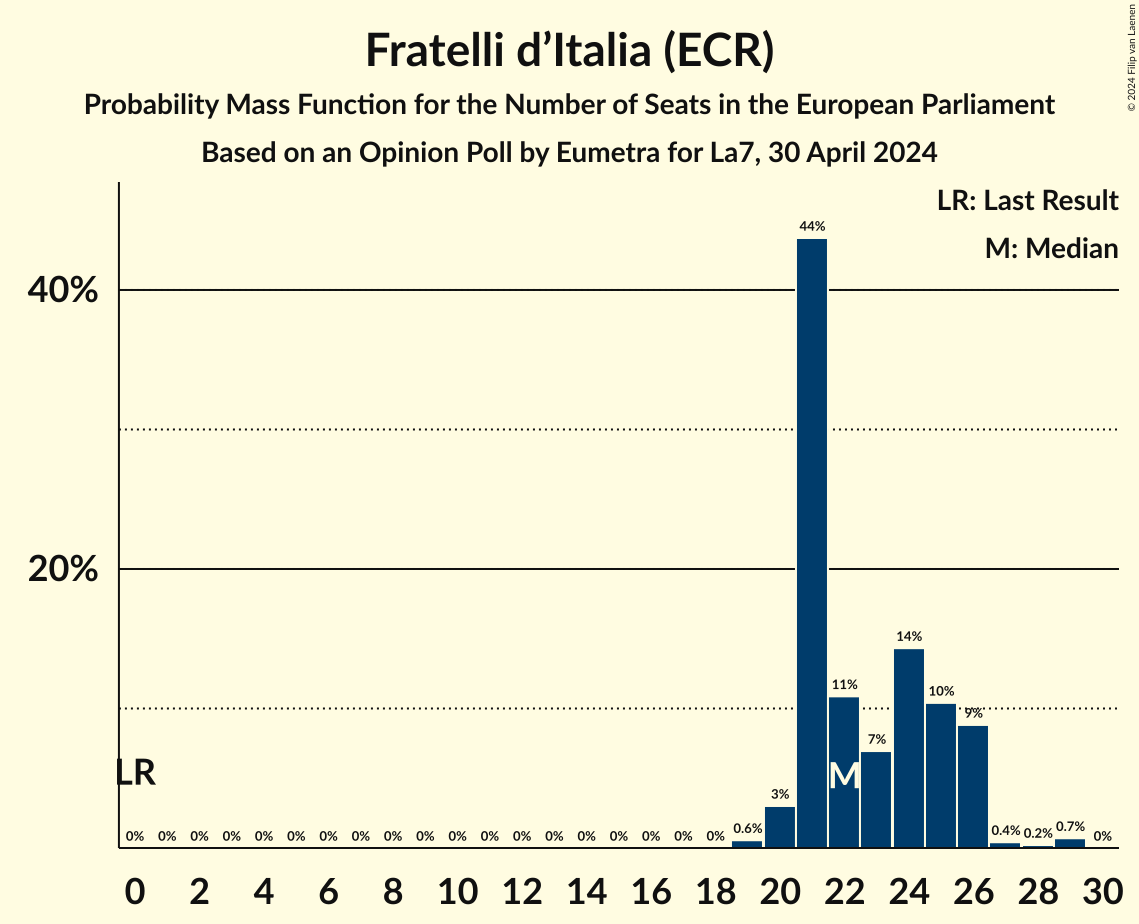 © 2024 Filip van Laenen
Fratelli d’Italia (ECR)
Probability Mass Function for the Number of Seats in the European Parliament
Based on an Opinion Poll by Eumetra for La7, 30 April 2024
LR: Last Result
M: Median
40%
20%
44%
14%
11%
10%
9%
7%
3%
LR
M
0% 0% 0% 0% 0% 0% 0% 0% 0% 0% 0% 0% 0% 0% 0% 0% 0% 0% 0% 0.6% 0.4% 0.2% 0.7% 0%
0 2 4 6 8 10 12 14 16 18 20 22 24 26 28 30